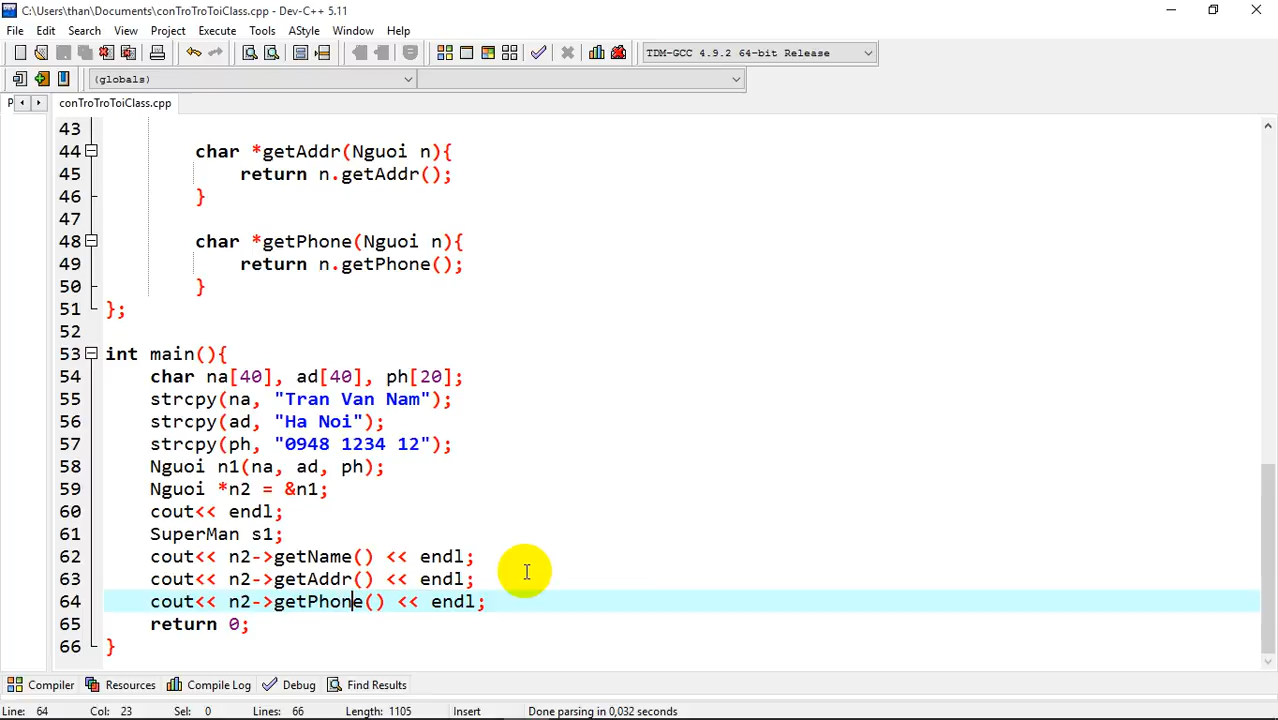 C:\Users\than\Documents\conTroTroToiClass.cpp - Dev-C++ 5.11
File Edit Search View Project Execute Tools AStyle Window Help
TDM-GCC 4.9.2 64-bit Release
(globals)
P conTroTroToiClass.cpp
43
44 char *getAddr(Nguoi n){
45 return n.getAddr();
46 }
47
48 char *getPhone(Nguoi n){
49 return n.getPhone();
50 }
51 };
52
53 int main(){
54 char na[40], ad[40], ph[20];
55 strcpy(na, "Tran Van Nam");
56 strcpy(ad, "Ha Noi");
57 strcpy(ph, "0948 1234 12");
58 Nguoi n1(na, ad, ph);
59 Nguoi *n2 = &n1;
60 cout<< endl;
61 SuperMan s1;
62 cout<< n2->getName() << endl;
63 cout<< n2->getAddr() << endl;
64 cout<< n2->getPhone() << endl;
65 return 0;
66 }
Compiler Resources Compile Log Debug Find Results
Line: 64 Col: 23 Sel: 0 Lines: 66 Length: 1105 Insert Done parsing in 0,032 seconds